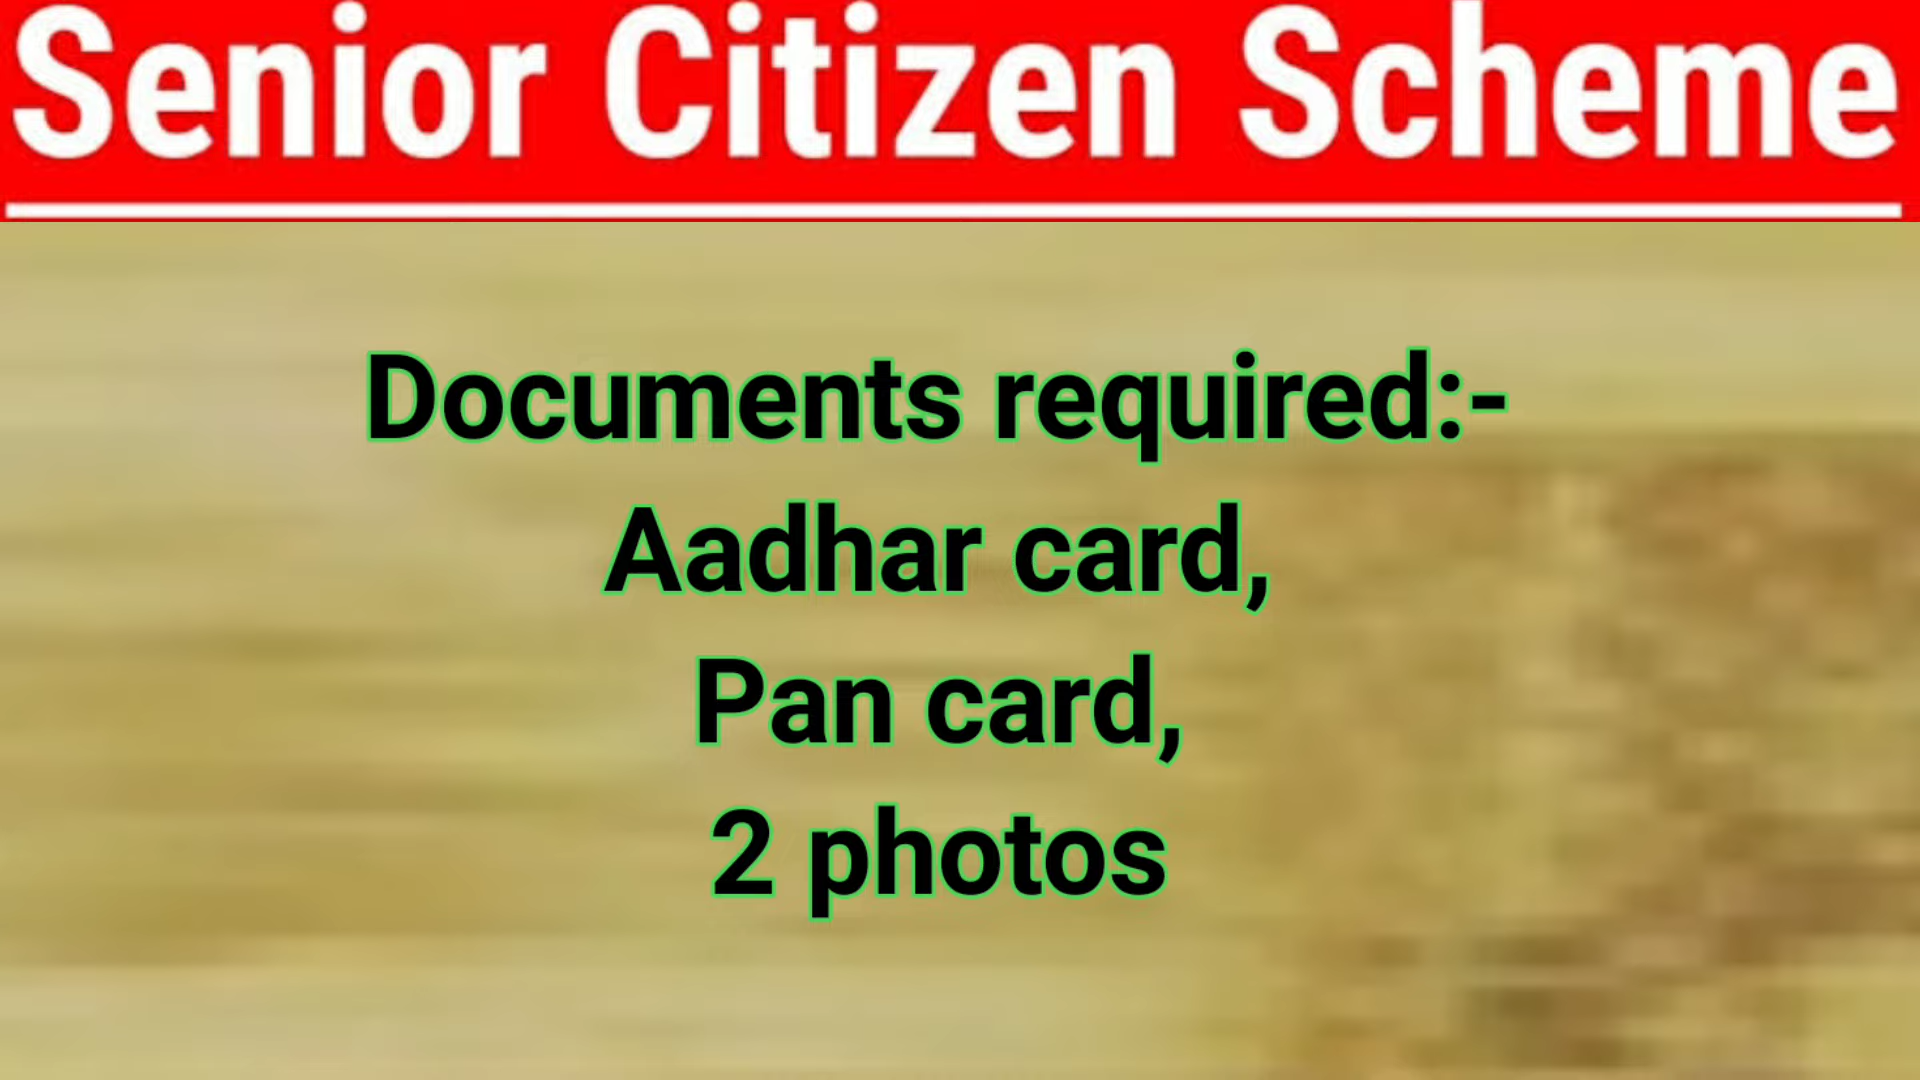 Senior Citizen Scheme
Documents required:-
Aadhar card,
Pan card,
2 photos